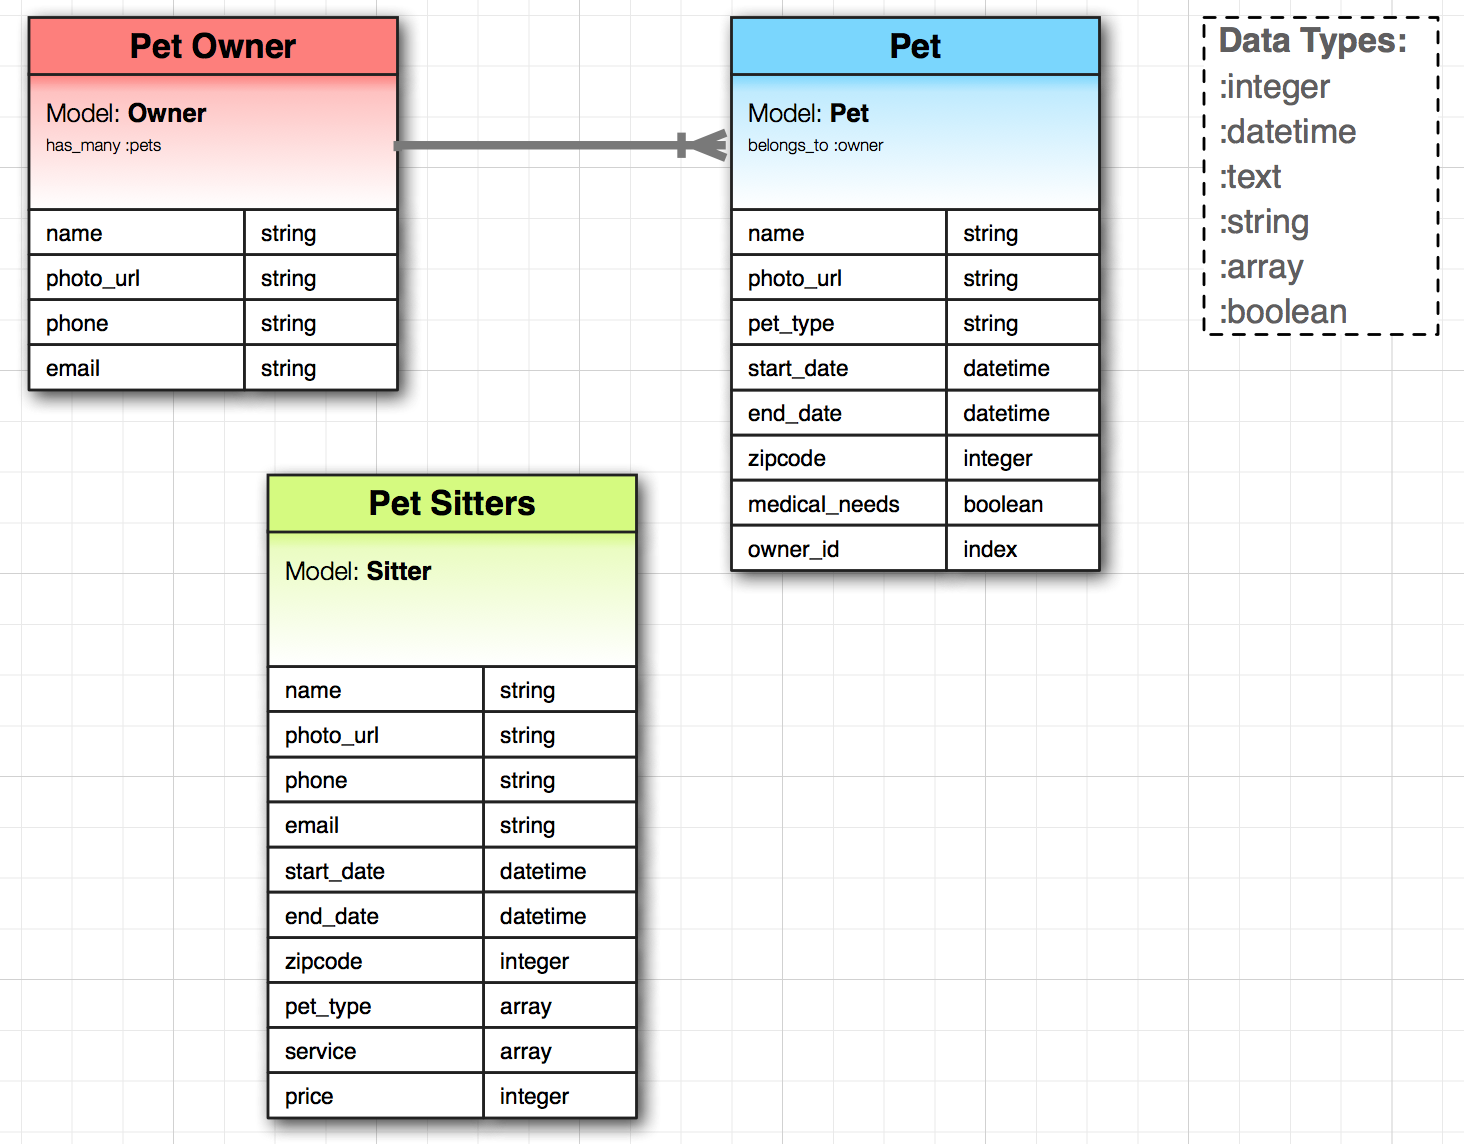 Pet Owner
Model: Owner
has_many :pets
name string
photo_url string
phone string
email string
Pet
Model: Pet
belongs_to :owner
name string
photo_url string
pet_type string
start_date datetime
end_date datetime
zipcode integer
medical_needs boolean
owner_id index
Data Types:
:integer
:datetime
:text
:string
:array
:boolean
Pet Sitters
Model: Sitter
name string
photo_url string
phone string
email string
start_date datetime
end_date datetime
zipcode integer
pet_type array
service array
price integer